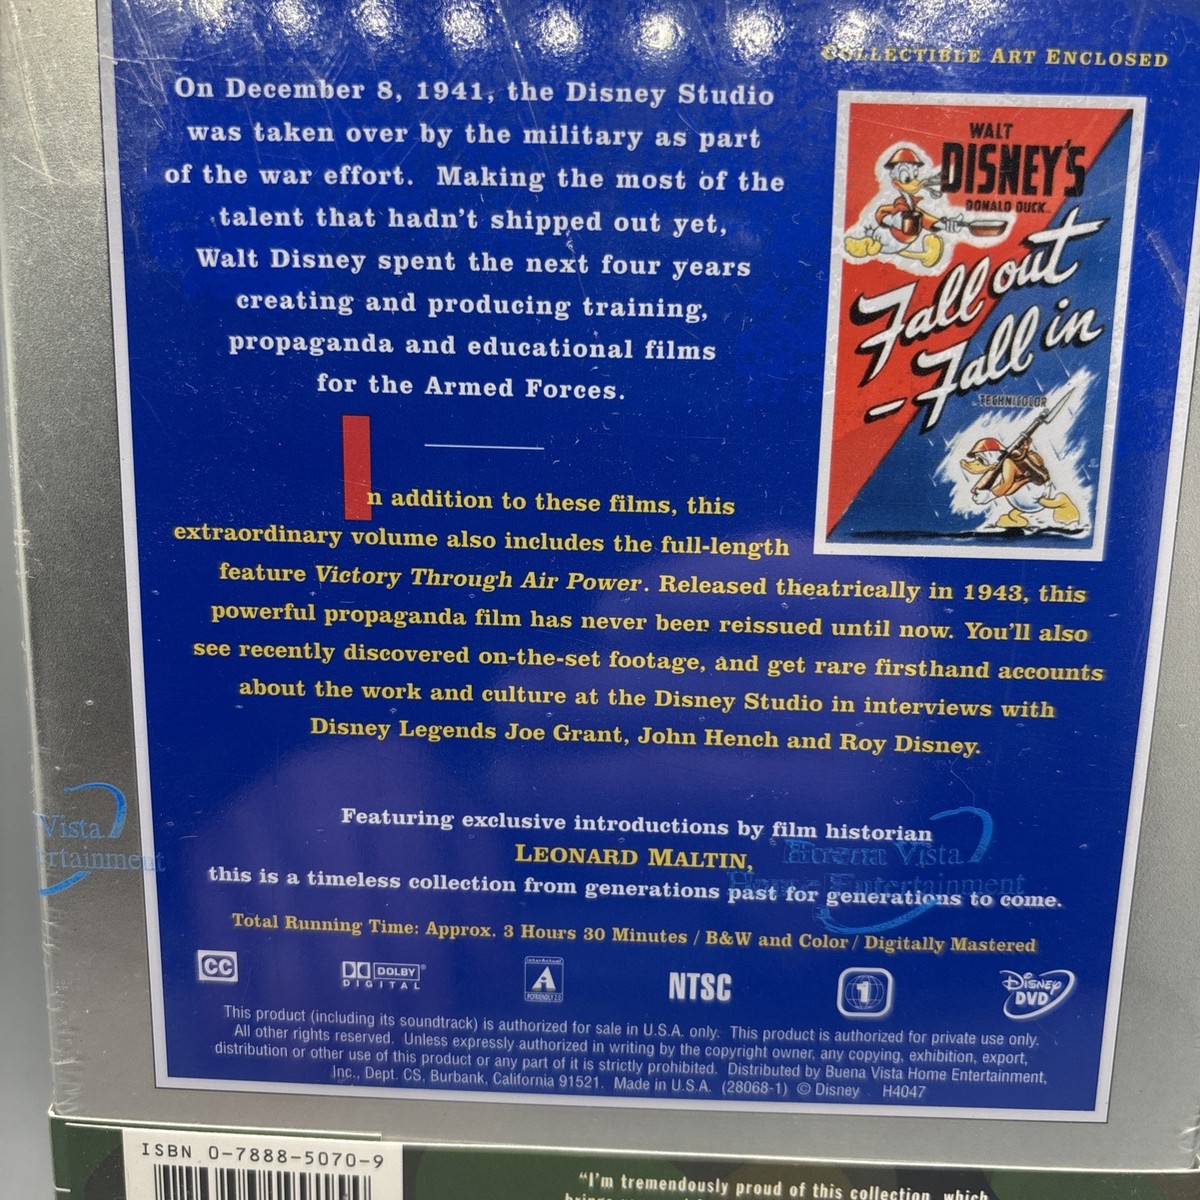 COLLECTIBLE ART ENCLOSED
On December 8, 1941, the Disney Studio
was taken over by the military as part
of the war effort. Making the most of the
talent that hadn't shipped out yet,
Walt Disney spent the next four years
creating and producing training,
propaganda and educational films
for the Armed Forces.
WALT
DISNEY'S
DONALD DUCK
Fall out
- Fall in
TECHNICOLOR
In addition to these films, this
extraordinary volume also includes the full-length
feature Victory Through Air Power. Released theatrically in 1943, this
powerful propaganda film has never been reissued until now. You'll also
see recently discovered on-the-set footage, and get rare firsthand accounts
about the work and culture at the Disney Studio in interviews with
Disney Legends Joe Grant, John Hench and Roy Disney.
Featuring exclusive introductions by film historian
LEONARD MALTIN,
this is a timeless collection from generations past for generations to come.
Vista
rtainment
Buena Vista
Home Entertainment
Total Running Time: Approx. 3 Hours 30 Minutes / B&W and Color / Digitally Mastered
CC
DOLBY
DIGITAL
InterActual
A
PCFRIENDLY 2.0
NTSC
1
DISNEY
DVD
This product (including its soundtrack) is authorized for sale in U.S.A. only. This product is authorized for private use only.
All other rights reserved. Unless expressly authorized in writing by the copyright owner, any copying, exhibition, export,
distribution or other use of this product or any part of it is strictly prohibited. Distributed by Buena Vista Home Entertainment,
Inc., Dept. CS, Burbank, California 91521. Made in U.S.A. (28068-1) © Disney H4047
ISBN 0-7888-5070-9
"I'm tremendously proud of this collection, which